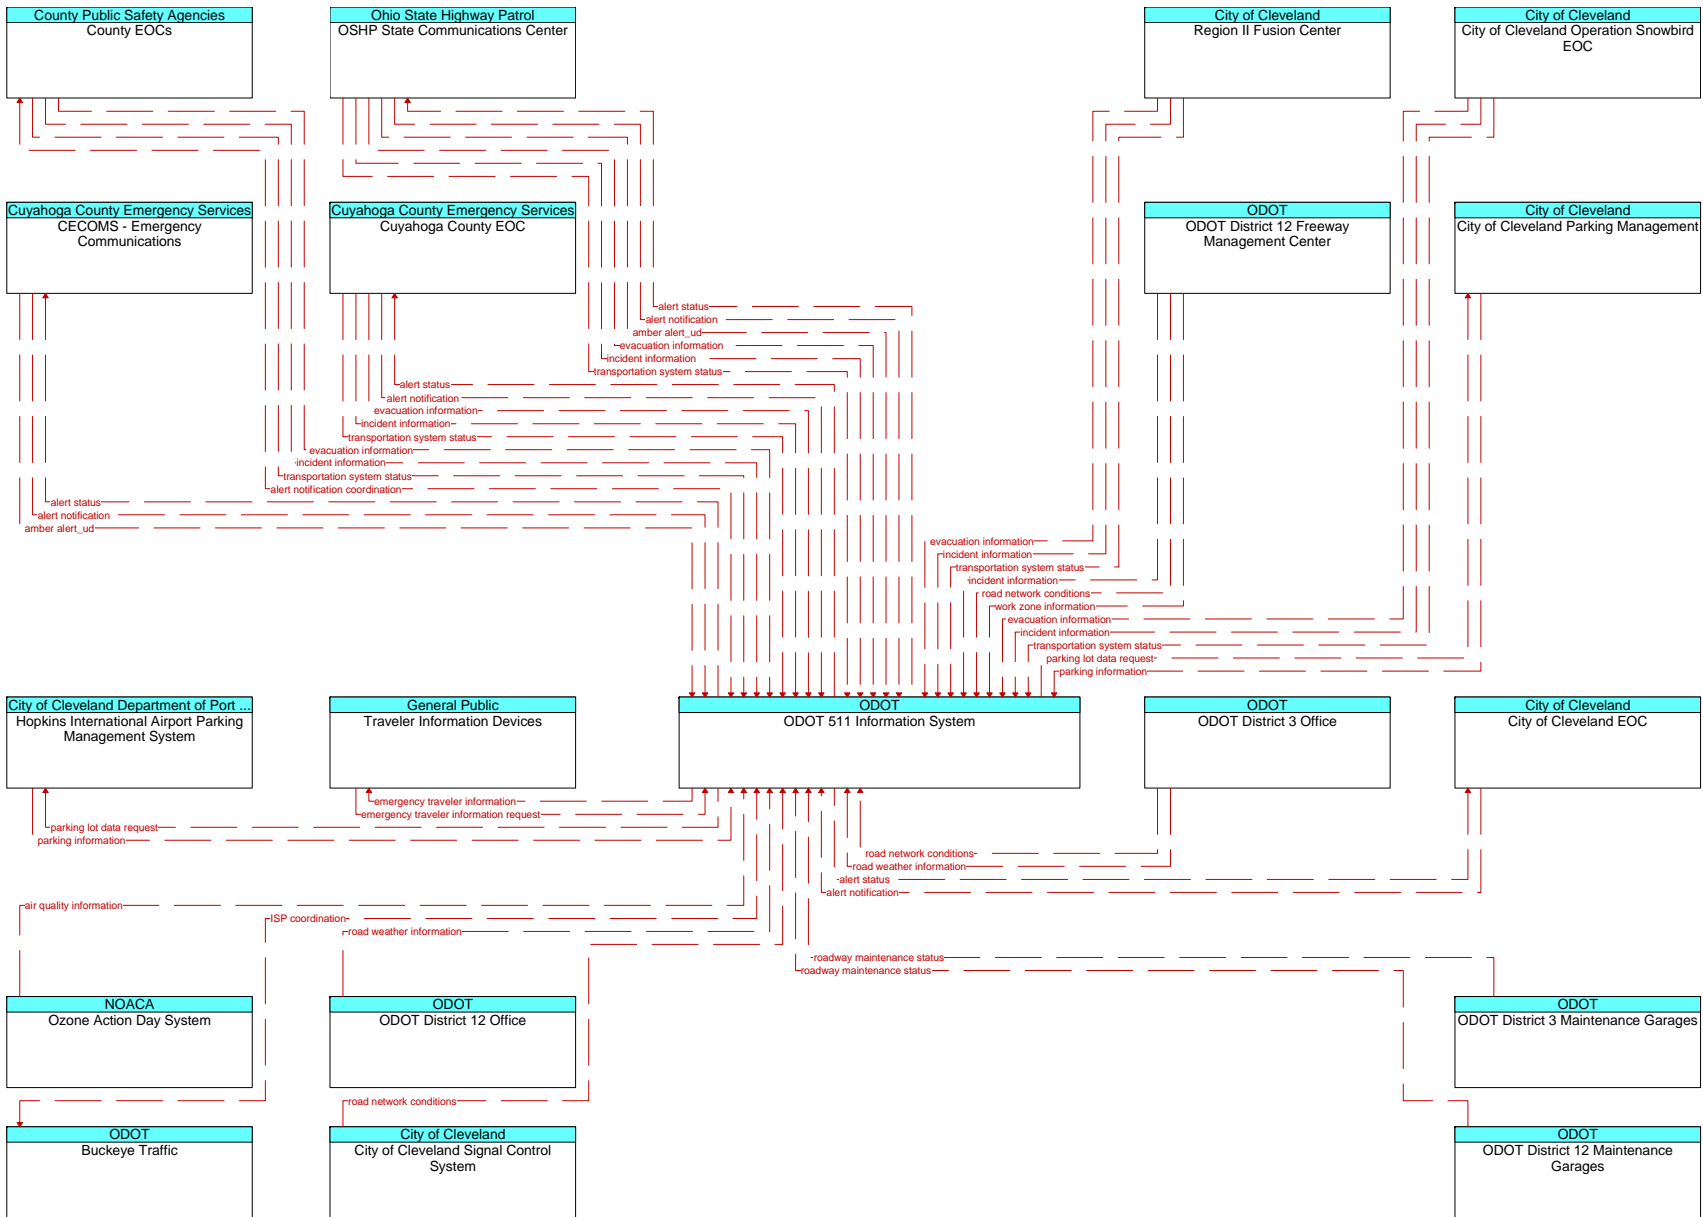 County Public Safety Agencies
County EOCs
Ohio State Highway Patrol
OSHP State Communications Center
City of Cleveland
Region II Fusion Center
City of Cleveland
City of Cleveland Operation Snowbird
EOC
Cuyahoga County Emergency Services
CECOMS - Emergency
Communications
Cuyahoga County Emergency Services
Cuyahoga County EOC
ODOT
ODOT District 12 Freeway
Management Center
City of Cleveland
City of Cleveland Parking Management
alert status
alert notification
amber alert_ud
evacuation information
incident information
transportation system status
alert status
alert notification
evacuation information
incident information
transportation system status
evacuation information
incident information
transportation system status
alert notification coordination
alert status
alert notification
amber alert_ud
evacuation information
incident information
transportation system status
incident information
road network conditions
work zone information
evacuation information
incident information
transportation system status
parking lot data request
parking information
City of Cleveland Department of Port ...
Hopkins International Airport Parking
Management System
General Public
Traveler Information Devices
ODOT
ODOT 511 Information System
ODOT
ODOT District 3 Office
City of Cleveland
City of Cleveland EOC
emergency traveler information
emergency traveler information request
parking lot data request
parking information
road network conditions
road weather information
alert status
alert notification
air quality information
ISP coordination
road weather information
roadway maintenance status
roadway maintenance status
NOACA
Ozone Action Day System
ODOT
ODOT District 12 Office
ODOT
ODOT District 3 Maintenance Garages
road network conditions
ODOT
Buckeye Traffic
City of Cleveland
City of Cleveland Signal Control
System
ODOT
ODOT District 12 Maintenance
Garages